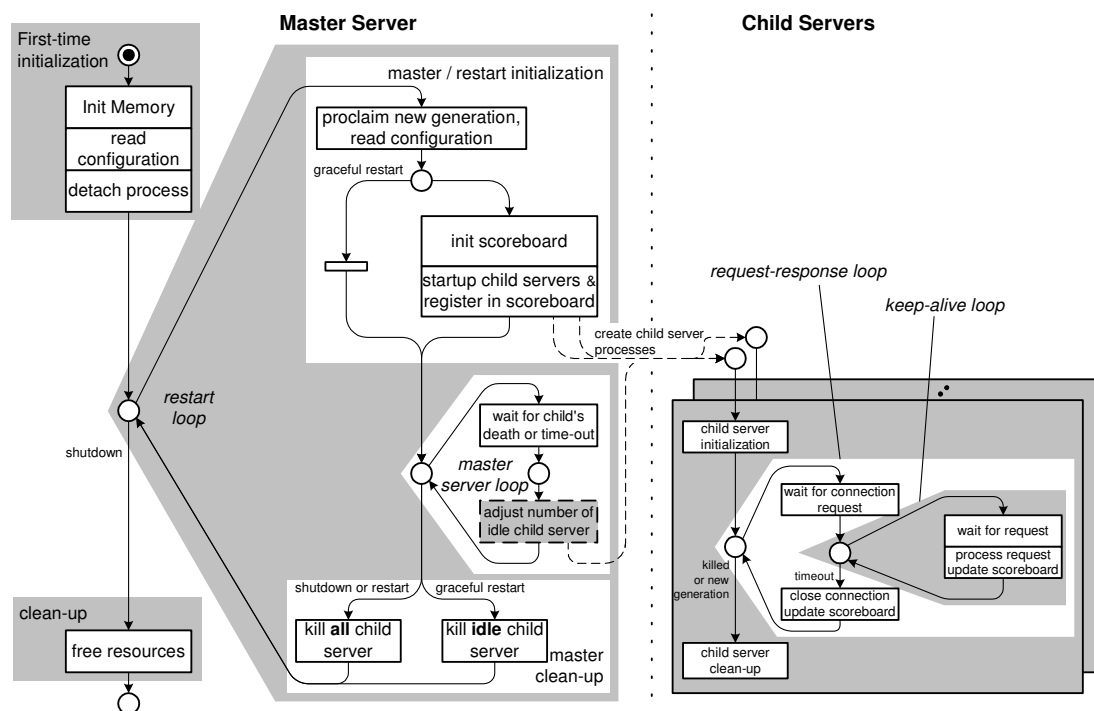 Master Server
Child Servers
First-time
initialization
Init Memory
read
configuration
detach process
master / restart initialization
proclaim new generation,
read configuration
graceful restart
init scoreboard
startup child servers &
register in scoreboard
create child server
processes
request-response loop
keep-alive loop
restart
loop
shutdown
wait for child's
death or time-out
master
server loop
adjust number of
idle child server
child server
initialization
wait for connection
request
wait for request
process request
update scoreboard
killed
or new
generation
timeout
close connection
update scoreboard
child server
clean-up
shutdown or restart
graceful restart
kill all child
server
kill idle child
server
master
clean-up
clean-up
free resources